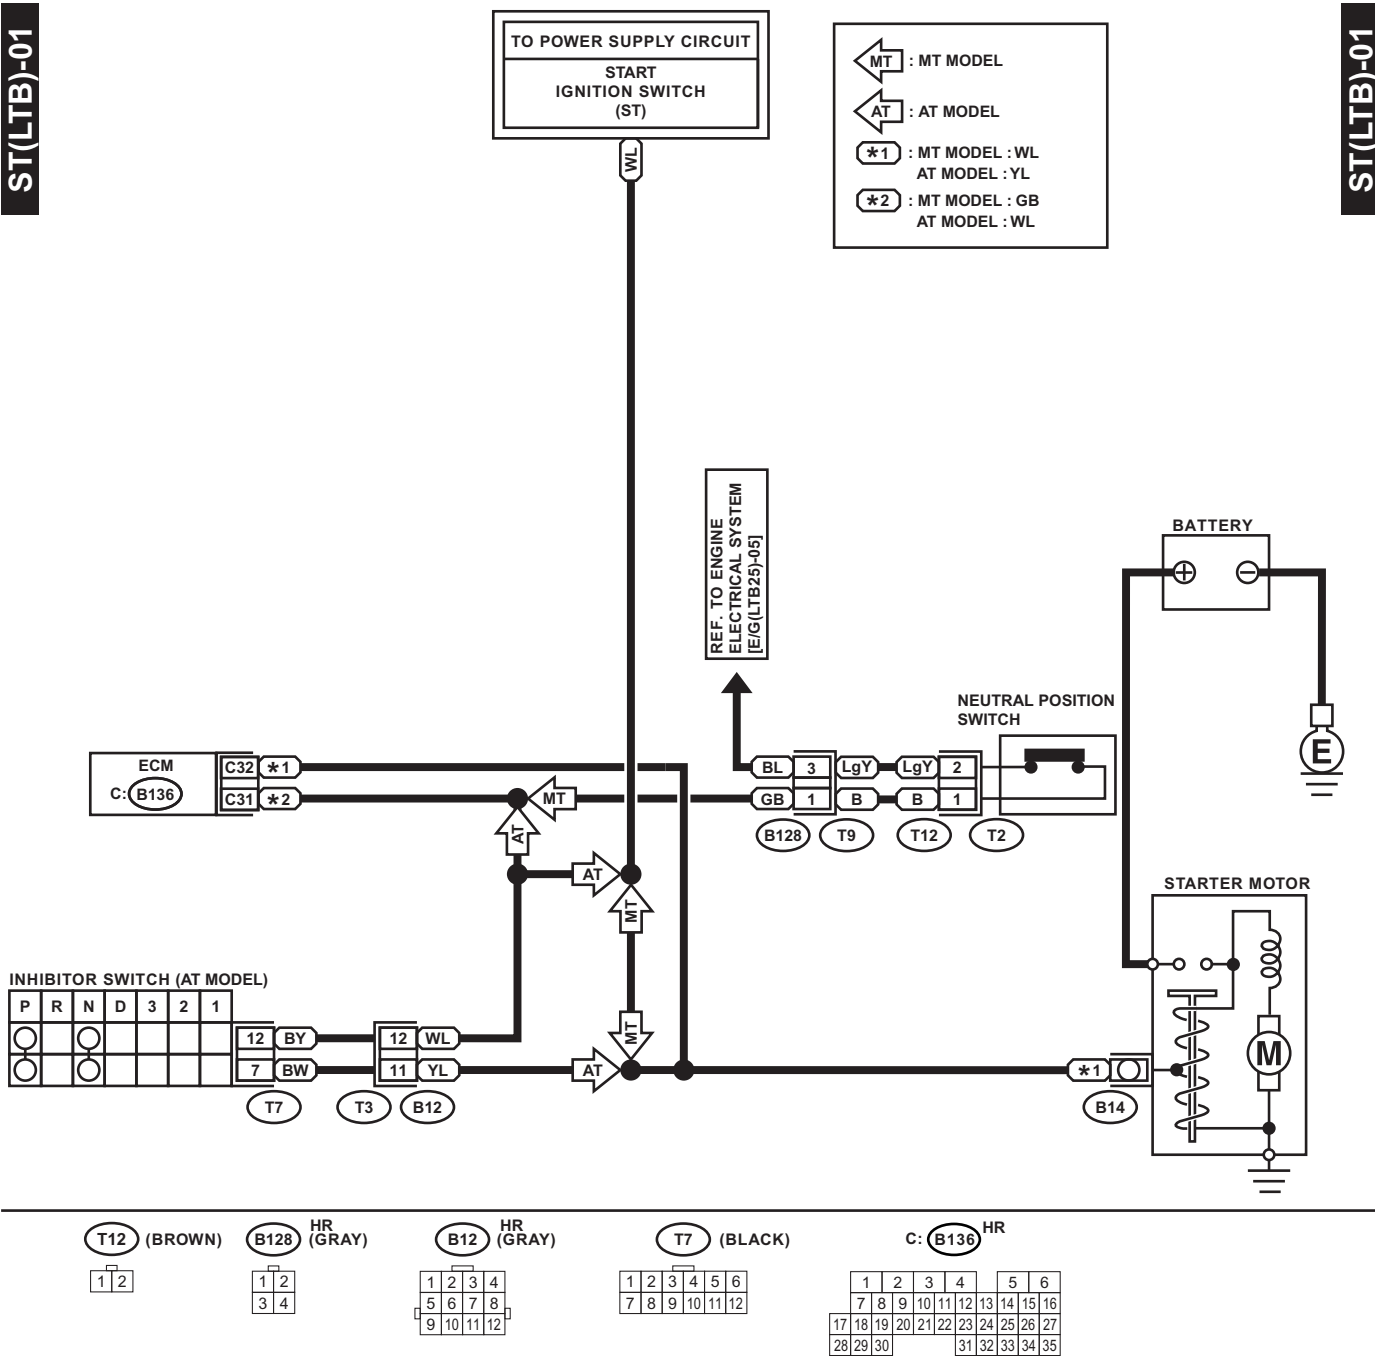 ST(LTB)-01
ST(LTB)-01
TO POWER SUPPLY CIRCUIT
START
IGNITION SWITCH
(ST)
WL
MT : MT MODEL
AT : AT MODEL
*1 : MT MODEL : WL
AT MODEL : YL
*2 : MT MODEL : GB
AT MODEL : WL
REF. TO ENGINE
ELECTRICAL SYSTEM
[E/G(LTB25)-05]
BATTERY
+ −
E
NEUTRAL POSITION
SWITCH
ECM
C: B136
C32 *1
C31 *2
MT
BL 3 LgY LgY 2
GB 1 B B 1
B128 T9 T12 T2
AT
AT
MT
STARTER MOTOR
INHIBITOR SWITCH (AT MODEL)
P R N D 3 2 1
12 BY 12 WL
7 BW 11 YL
MT
AT
*1
M
T7 T3 B12
B14
T12 (BROWN)
1 2
B128 HR
(GRAY)
1 2
3 4
B12 HR
(GRAY)
1 2 3 4
5 6 7 8
9 10 11 12
T7 (BLACK)
1 2 3 4 5 6
7 8 9 10 11 12
C: B136 HR
1 2 3 4 5 6
7 8 9 10 11 12 13 14 15 16
17 18 19 20 21 22 23 24 25 26 27
28 29 30 31 32 33 34 35